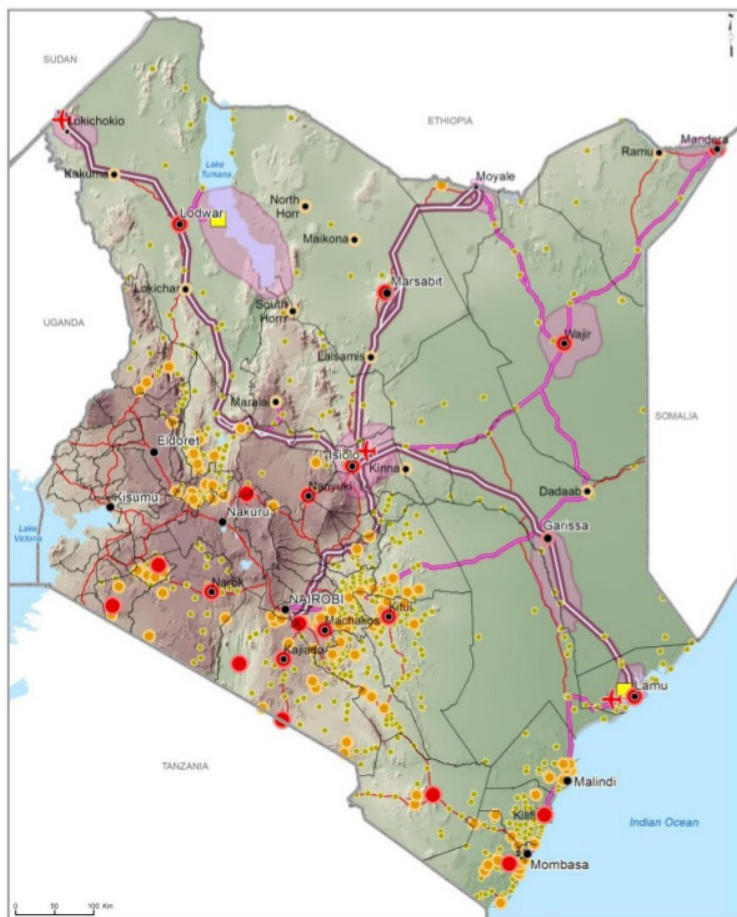 SUDAN
ETHIOPIA
Lokichokio
Lake
Turkana
Mandera
Ramu
Kakuma
Moyale
North
Horr
Lodwar
Maikona
Lokichar
Marsabit
South
Horr
UGANDA
Wajir
Laisamis
Maralal
SOMALIA
Eldoret
Isiolo
Kinna
Dadaab
Nanyuki
Kisumu
Nakuru
Garissa
Lake
Victoria
Narok
NAIROBI
Kitui
Machakos
Kajiado
Lamu
TANZANIA
Malindi
Kilifi
Indian Ocean
Mombasa
0 50 100 Km